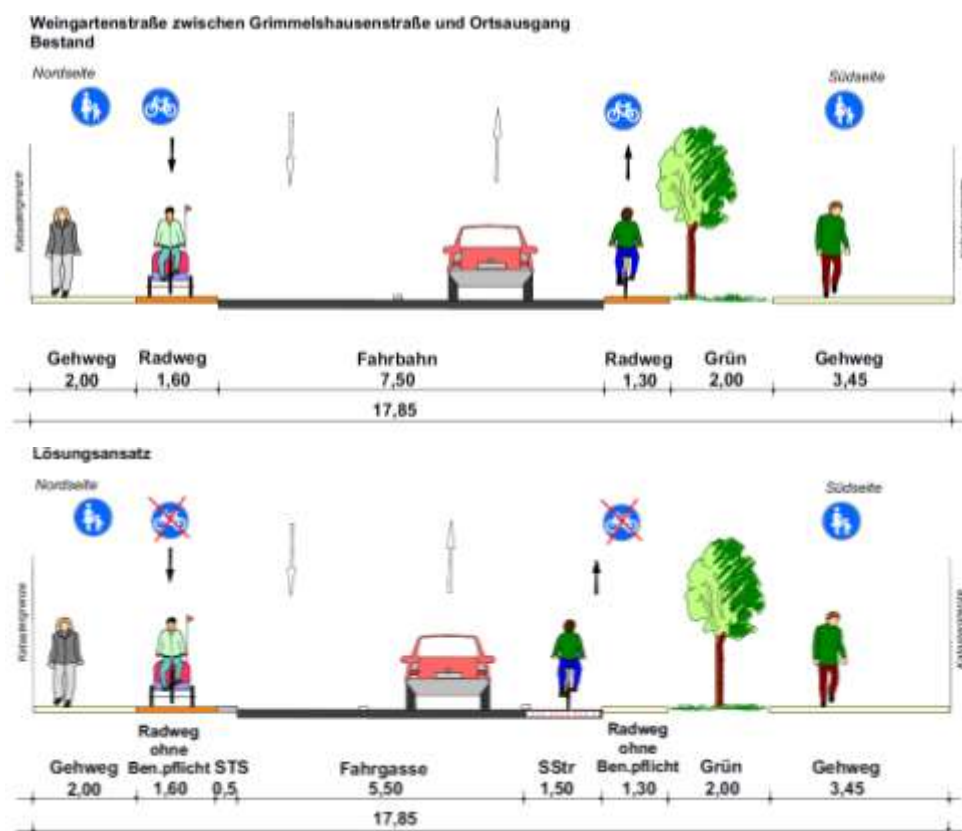 Weingartenstraße zwischen Grimmelshausenstraße und Ortsausgang
Bestand
Nordseite
Südseite
Katastergrenze
Gehweg Radweg Fahrbahn Radweg Grün Gehweg
2,00 1,60 7,50 1,30 2,00 3,45
17,85
Lösungsansatz
Nordseite
Südseite
Katastergrenze
Katastergrenze
Radweg
ohne
Ben.pflicht
Radweg
ohne
Ben.pflicht
Gehweg STS Fahrgasse SStr Grün Gehweg
2,00 1,60 0,5 5,50 1,50 1,30 2,00 3,45
17,85